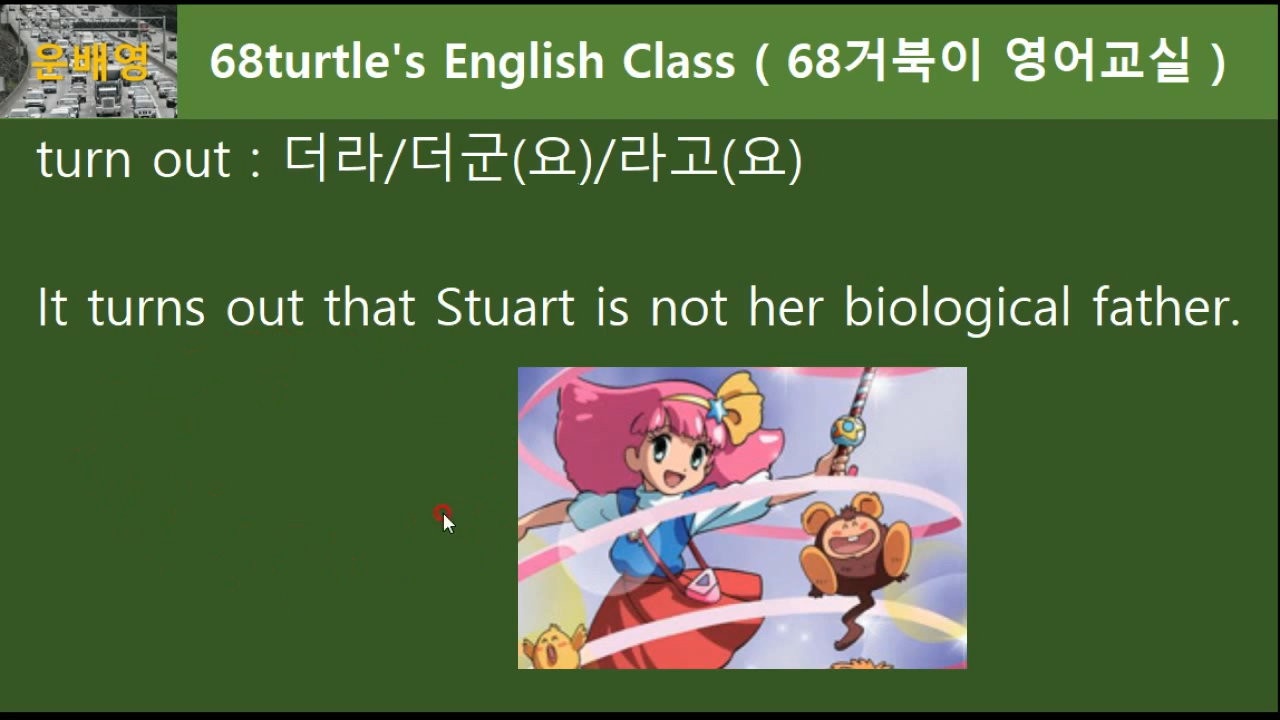 운배영
68turtle's English Class ( 68거북이 영어교실 )
turn out : 더라/더군(요)/라고(요)
It turns out that Stuart is not her biological father.